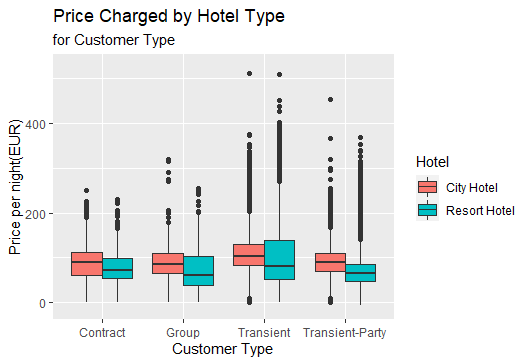 Price Charged by Hotel Type
for Customer Type
Price per night(EUR)
400
200
0
Contract
Group
Transient
Transient-Party
Customer Type
Hotel
City Hotel
Resort Hotel